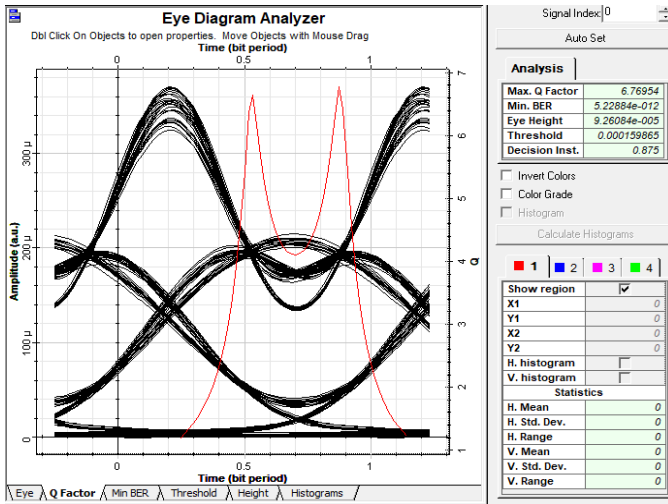 Eye Diagram Analyzer
Dbl Click On Objects to open properties. Move Objects with Mouse Drag
Time (bit period)
0 0.5 1
Amplitude (a.u.)
300 µ
200 µ
100 µ
0
7
6
5
4
3
2
1
Q
0 0.5 1
Time (bit period)
Eye Q Factor Min BER Threshold Height Histograms
Signal Index: 0
Auto Set
Analysis
Max. Q Factor 6.76954
Min. BER 5.22884e-012
Eye Height 9.26084e-005
Threshold 0.000159865
Decision Inst. 0.875
Invert Colors
Color Grade
Histogram
Calculate Histograms
1 2 3 4
Show region
X1 0
Y1 0
X2 0
Y2 0
H. histogram
V. histogram
Statistics
H. Mean 0
H. Std. Dev. 0
H. Range 0
V. Mean 0
V. Std. Dev. 0
V. Range 0